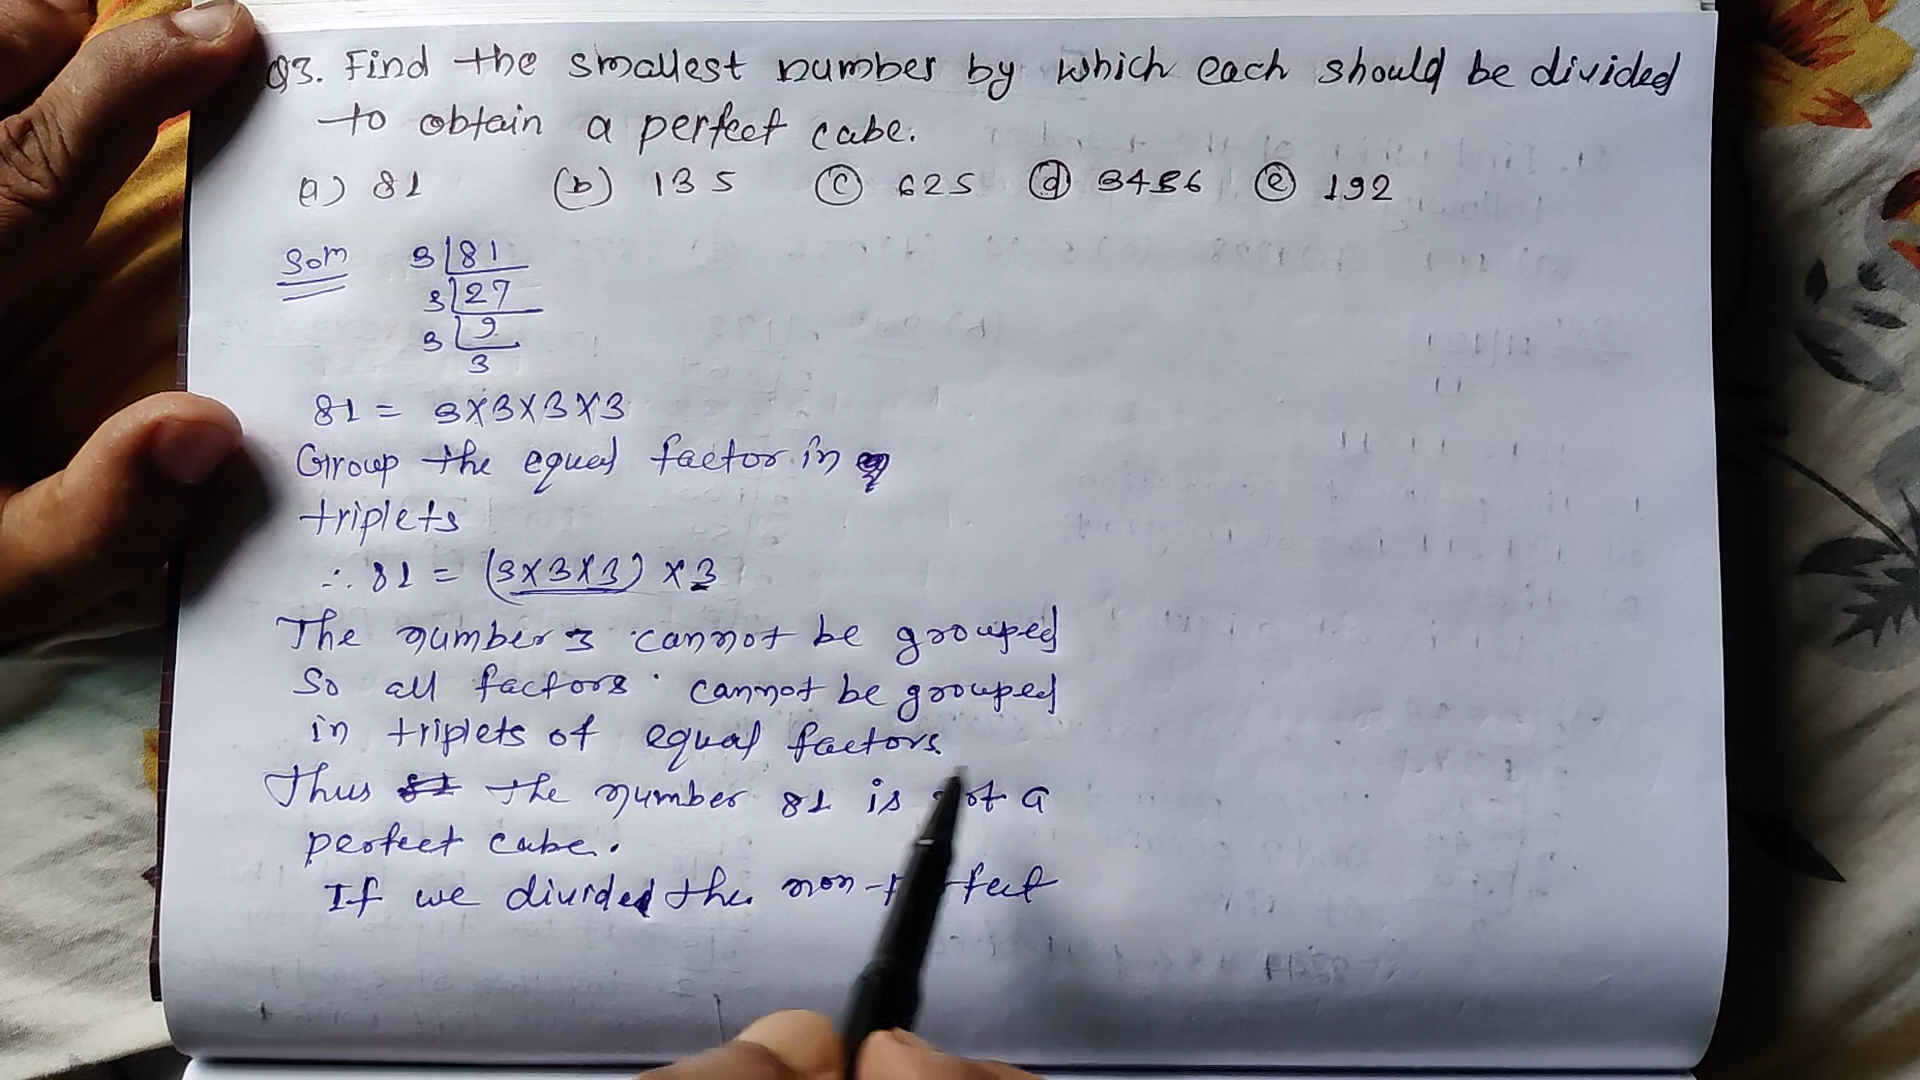 Q3. Find the smallest number by which each should be divided
to obtain a perfect cube.
(a) 81 (b) 135 (c) 625 (d) 3456 (e) 192
Soln 3 | 81
3 | 27
3 | 9
3
81 = 3×3×3×3
Group the equal factor in
triplets
∴ 81 = (3×3×3) ×3
The number 3 cannot be grouped
So all factors cannot be grouped
in triplets of equal factors.
Thus the number 81 is not a
perfect cube.
If we divided the non-perfect